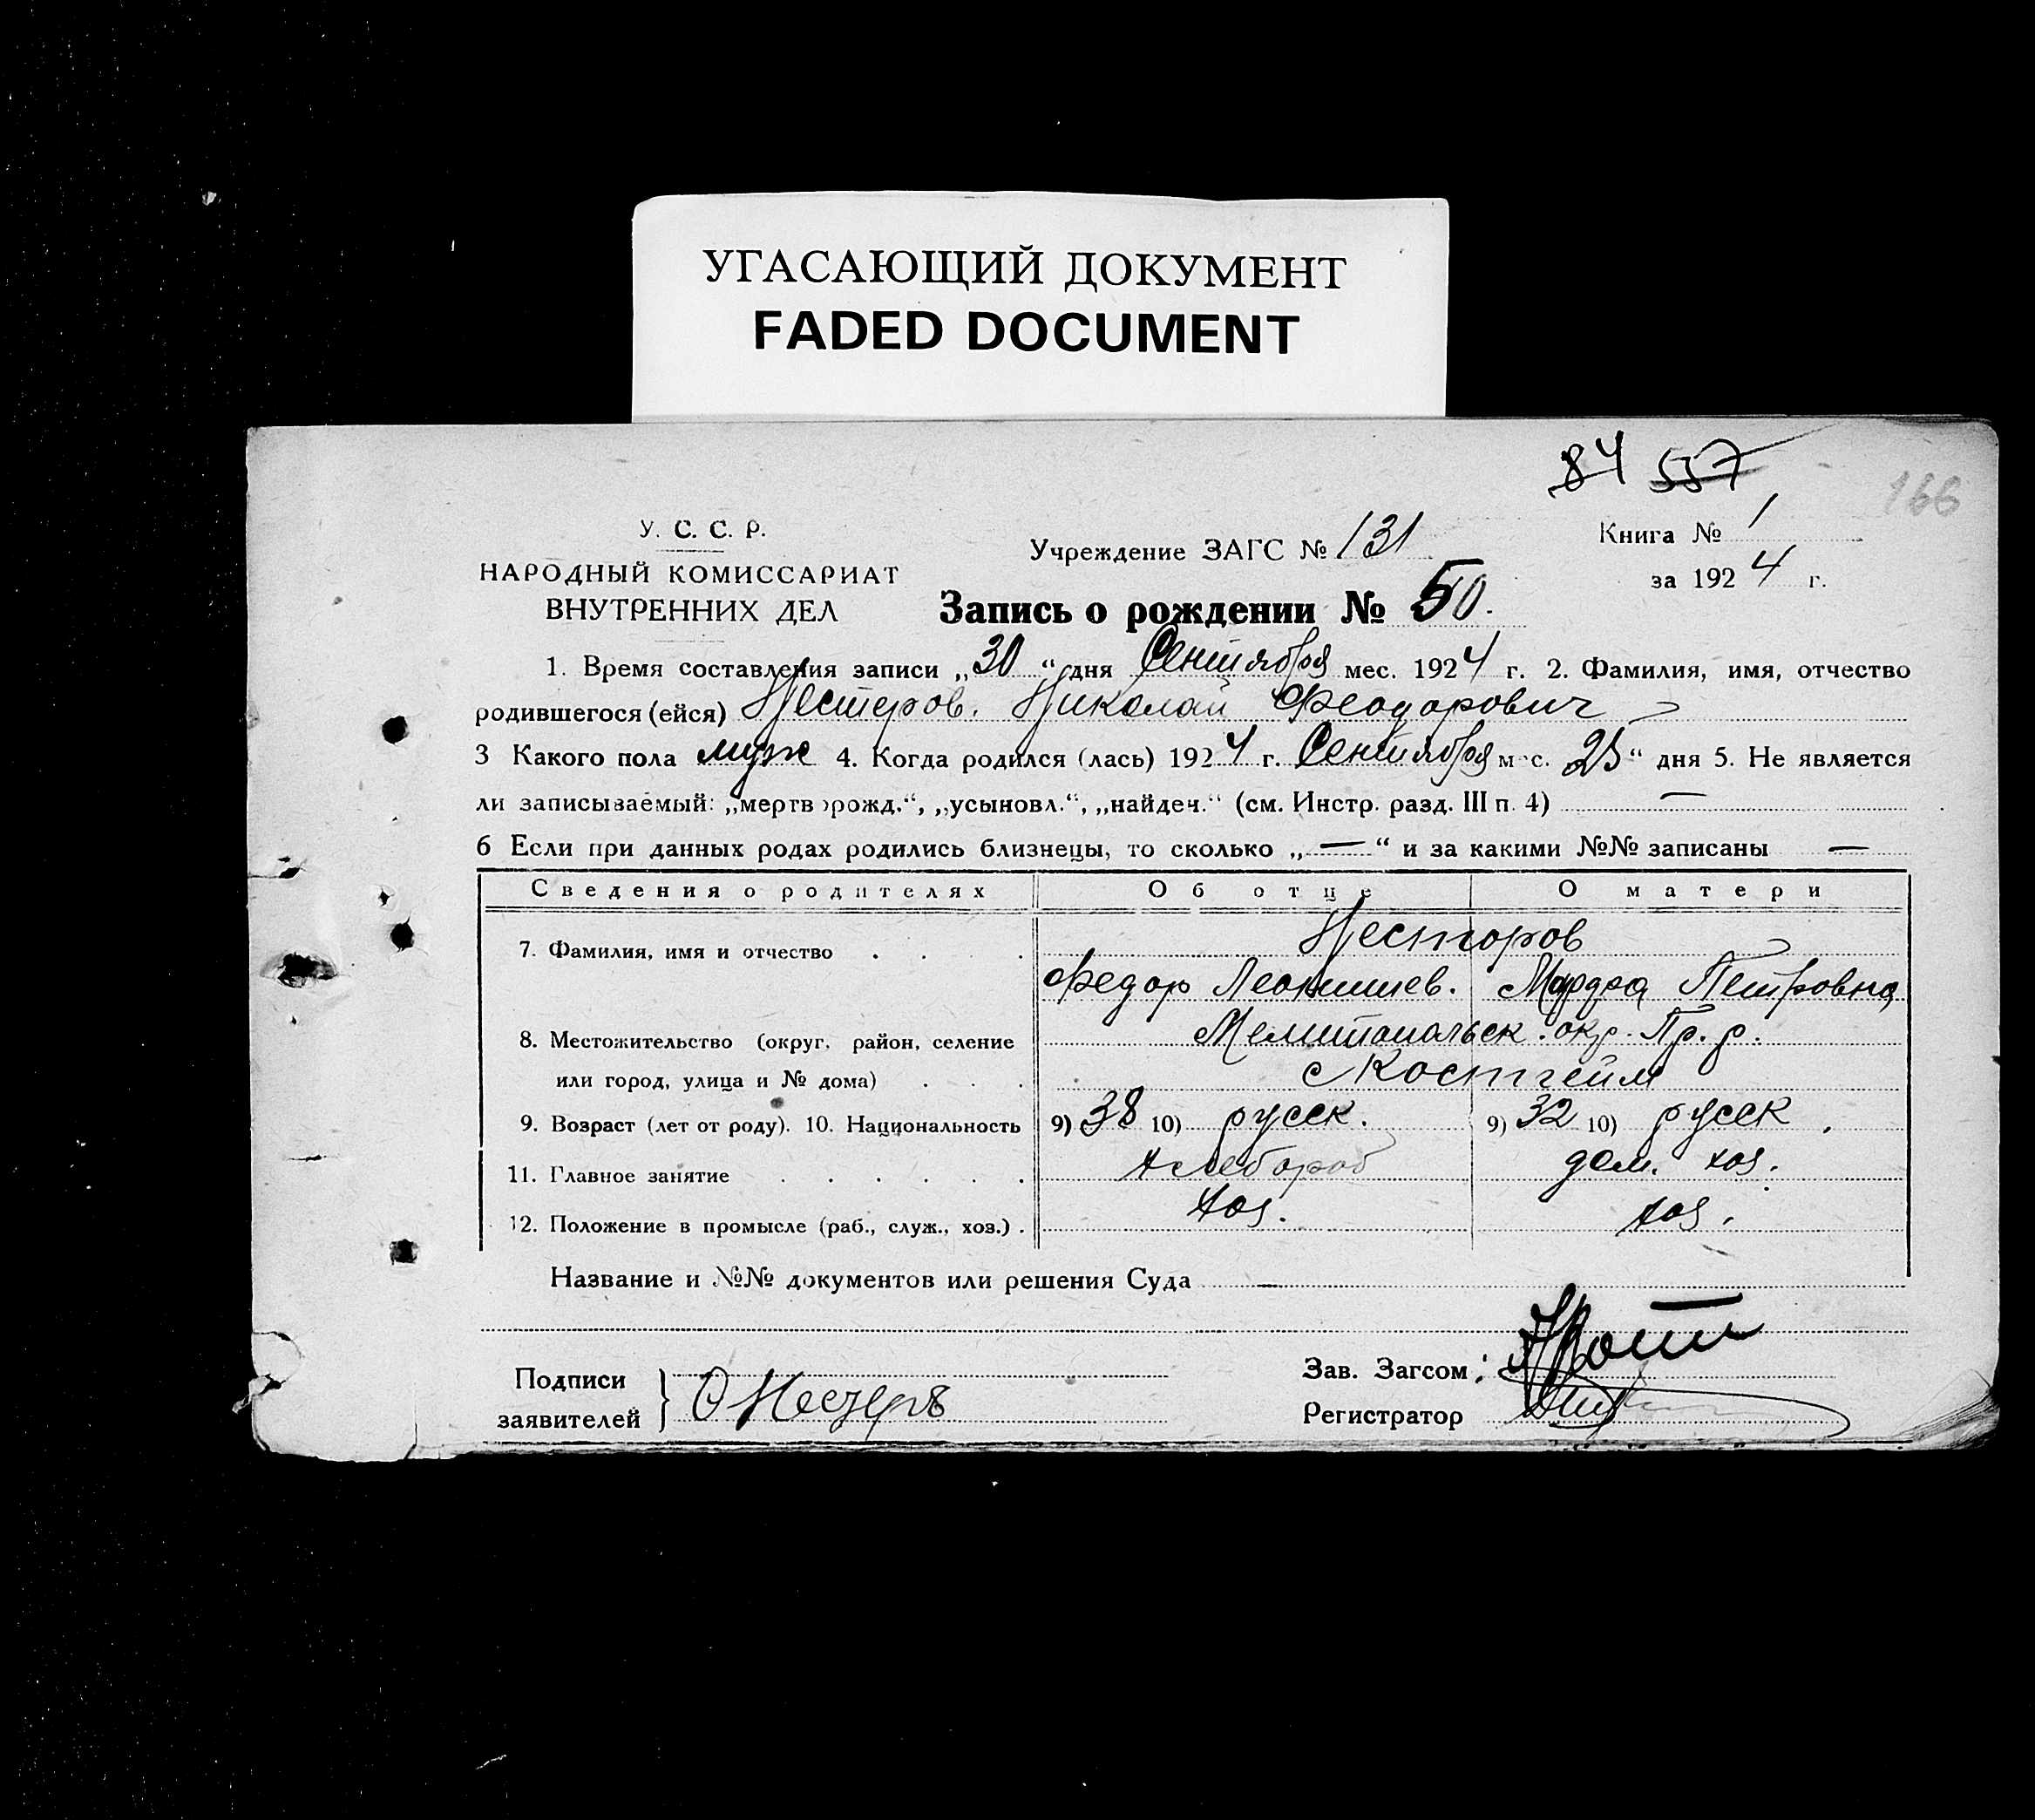 УГАСАЮЩИЙ ДОКУМЕНТ
FADED DOCUMENT
84 557
166
У. С. С. Р.
НАРОДНЫЙ КОМИССАРИАТ
ВНУТРЕННИХ ДЕЛ
Учреждение ЗАГС № 131
Книга № 1
за 1924 г.
Запись о рождении № 50.
1. Время составления записи „30“ дня Сентября мес. 1924 г. 2. Фамилия, имя, отчество
родившегося (ейся) Нестеров. Николай Феодорович
3 Какого пола муж 4. Когда родился (лась) 1924 г. Сентября мес. 25“ дня 5. Не является
ли записываемый: „мертворожд.“, „усыновл.“, „найдеч.“ (см. Инстр. разд. III п. 4) —
6 Если при данных родах родились близнецы, то сколько „—“ и за какими №№ записаны —
Сведения о родителях Об отце О матери
7. Фамилия, имя и отчество . . . . Несторов
Федор Мардра Петровна
8. Местожительство (округ, район, селение Мелитопольск. окр. Пр. р.
или город, улица и № дома) . . . с Костгейм
9. Возраст (лет от роду). 10. Национальность 9) 38 10) русск. 9) 32 10) русск.
11. Главное занятие . . . . . . Хлебороб дом. хоз.
12. Положение в промысле (раб., служ., хоз.) . хоз. хоз.
Название и №№ документов или решения Суда —
Подписи
заявителей } Нестеръ
Зав. Загсом:
Регистратор